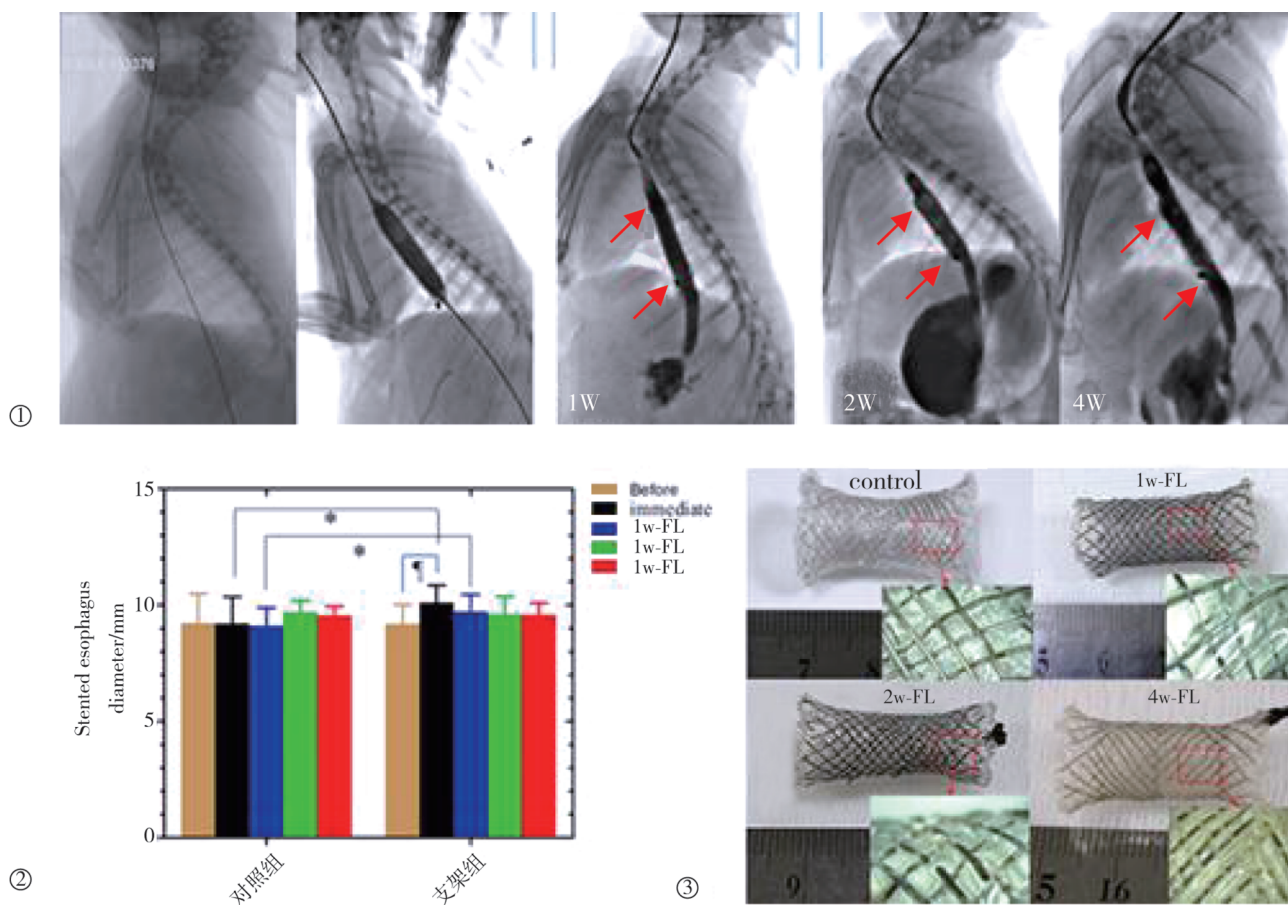 0376
1W
2W
4W
①
15
10
5
0
Stented esophagus
diameter/mm
*
*
¶
Before
immediate
1w-FL
1w-FL
1w-FL
对照组
支架组
②
control
1w-FL
7
2w-FL
4w-FL
9
5
16
③